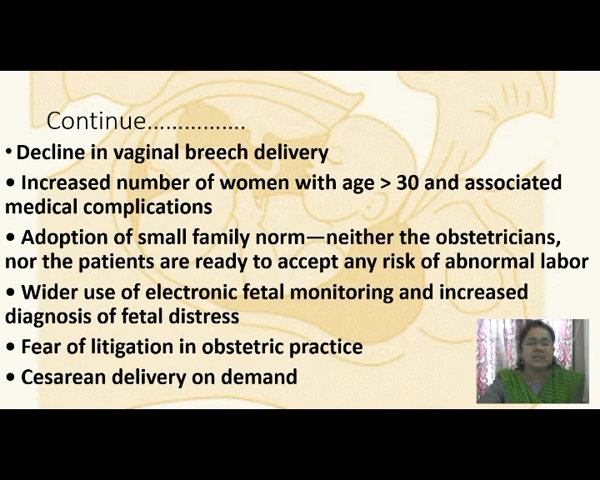 Continue................
• Decline in vaginal breech delivery
• Increased number of women with age > 30 and associated
medical complications
• Adoption of small family norm—neither the obstetricians,
nor the patients are ready to accept any risk of abnormal labor
• Wider use of electronic fetal monitoring and increased
diagnosis of fetal distress
• Fear of litigation in obstetric practice
• Cesarean delivery on demand